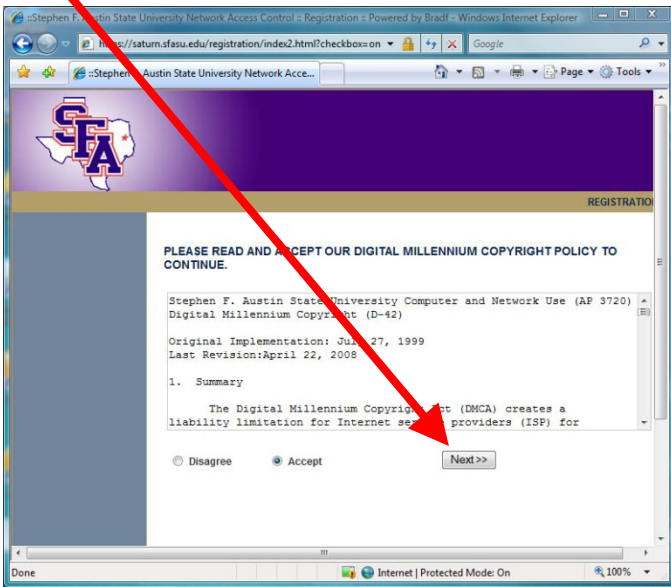 ::Stephen F. Austin State University Network Access Control :: Registration :: Powered by Bradf - Windows Internet Explorer
https://saturn.sfasu.edu/registration/index2.html?checkbox=on
Google
::Stephen F. Austin State University Network Acce...
Page
Tools
SFA
REGISTRATIO
PLEASE READ AND ACCEPT OUR DIGITAL MILLENNIUM COPYRIGHT POLICY TO
CONTINUE.
Stephen F. Austin State University Computer and Network Use (AP 3720)
Digital Millennium Copyright (D-42)
Original Implementation: July 27, 1999
Last Revision:April 22, 2008
1. Summary
The Digital Millennium Copyright Act (DMCA) creates a
liability limitation for Internet service providers (ISP) for
Disagree
Accept
Next>>
Done
Internet | Protected Mode: On
100%